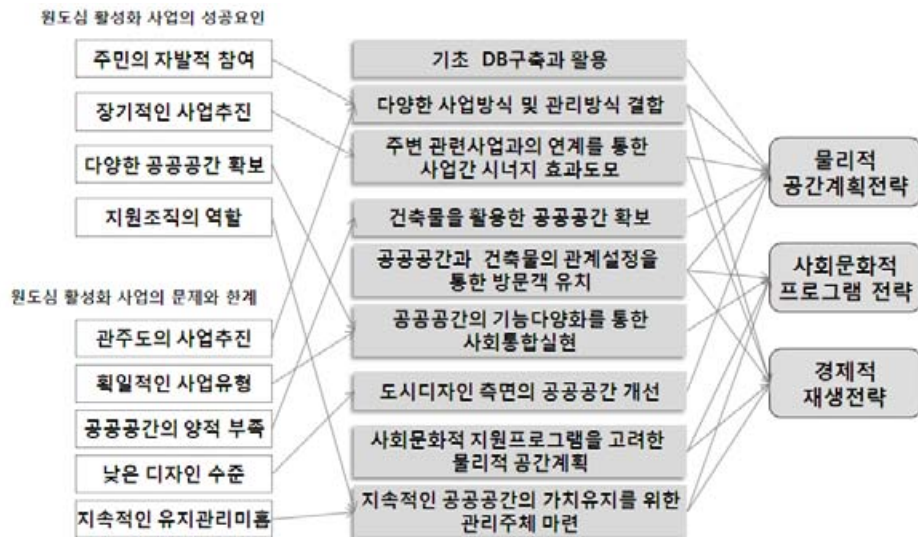 원도심 활성화 사업의 성공요인
주민의 자발적 참여
장기적인 사업추진
다양한 공공공간 확보
지원조직의 역할
원도심 활성화 사업의 문제와 한계
관주도의 사업추진
획일적인 사업유형
공공공간의 양적 부족
낮은 디자인 수준
지속적인 유지관리미흡
기초 DB구축과 활용
다양한 사업방식 및 관리방식 결합
주변 관련사업과의 연계를 통한
사업간 시너지 효과도모
건축물을 활용한 공공공간 확보
공공공간과 건축물의 관계설정을
통한 방문객 유치
공공공간의 기능다양화를 통한
사회통합실현
도시디자인 측면의 공공공간 개선
사회문화적 지원프로그램을 고려한
물리적 공간계획
지속적인 공공공간의 가치유지를 위한
관리주체 마련
물리적
공간계획전략
사회문화적
프로그램 전략
경제적
재생전략